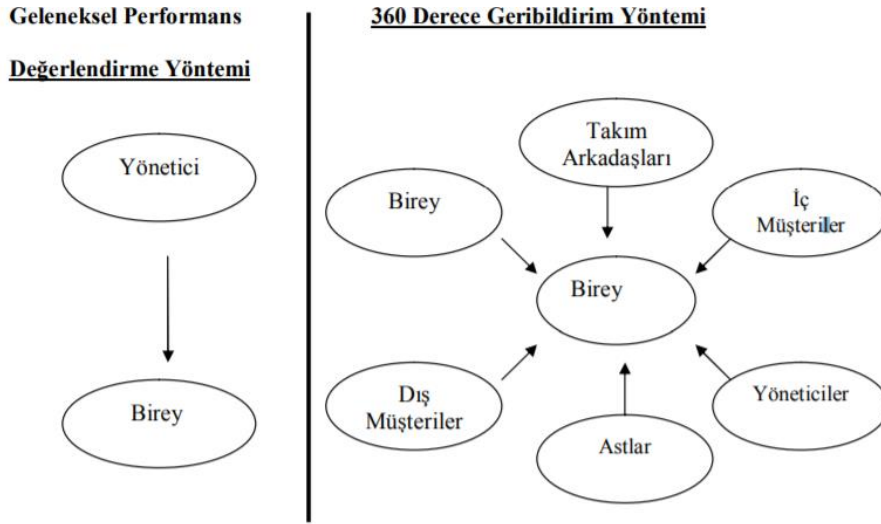 Geleneksel Performans
Değerlendirme Yöntemi
Yönetici
Birey
360 Derece Geribildirim Yöntemi
Takım
Arkadaşları
Birey
İç
Müşteriler
Birey
Dış
Müşteriler
Yöneticiler
Astlar